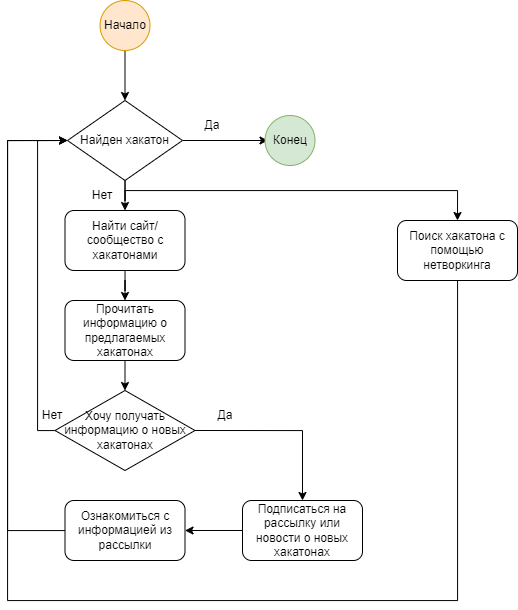 Начало
Найден хакатон
Да
Конец
Нет
Найти сайт/
сообщество с
хакатонами
Поиск хакатона с
помощью
нетворкинга
Прочитать
информацию о
предлагаемых
хакатонах
Нет
Хочу получать
информацию о новых
хакатонах
Да
Ознакомиться с
информацией из
рассылки
Подписаться на
рассылку или
новости о новых
хакатонах